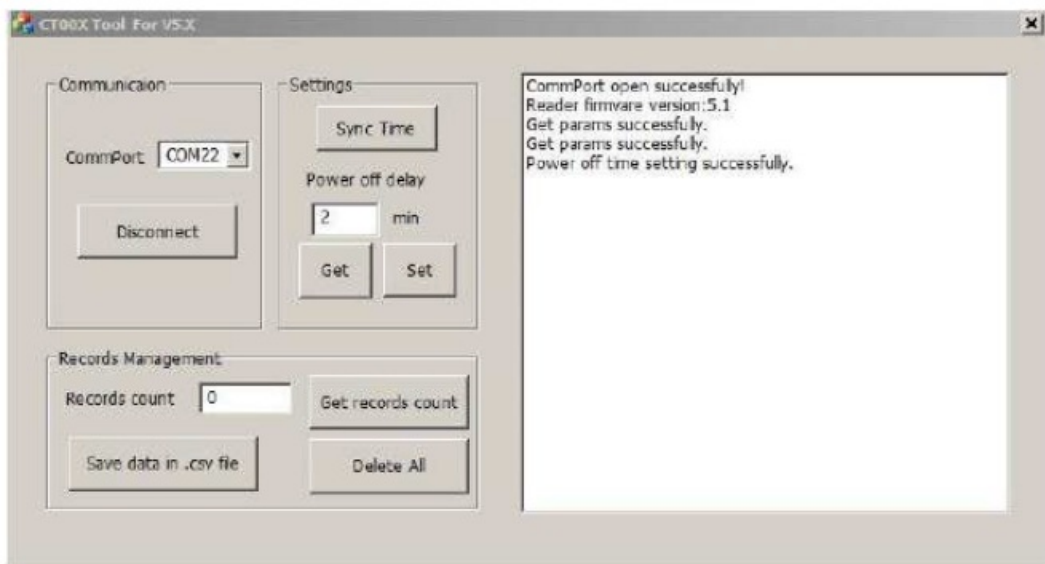 CT00X Tool For V5.X
Communicaion
CommPort COM22
Disconnect
Settings
Sync Time
Power off delay
2 min
Get Set
Records Management
Records count 0
Get records count
Save data in .csv file
Delete All
CommPort open successfully!
Reader firmvare version:5.1
Get params successfully.
Get params successfully.
Power off time setting successfully.